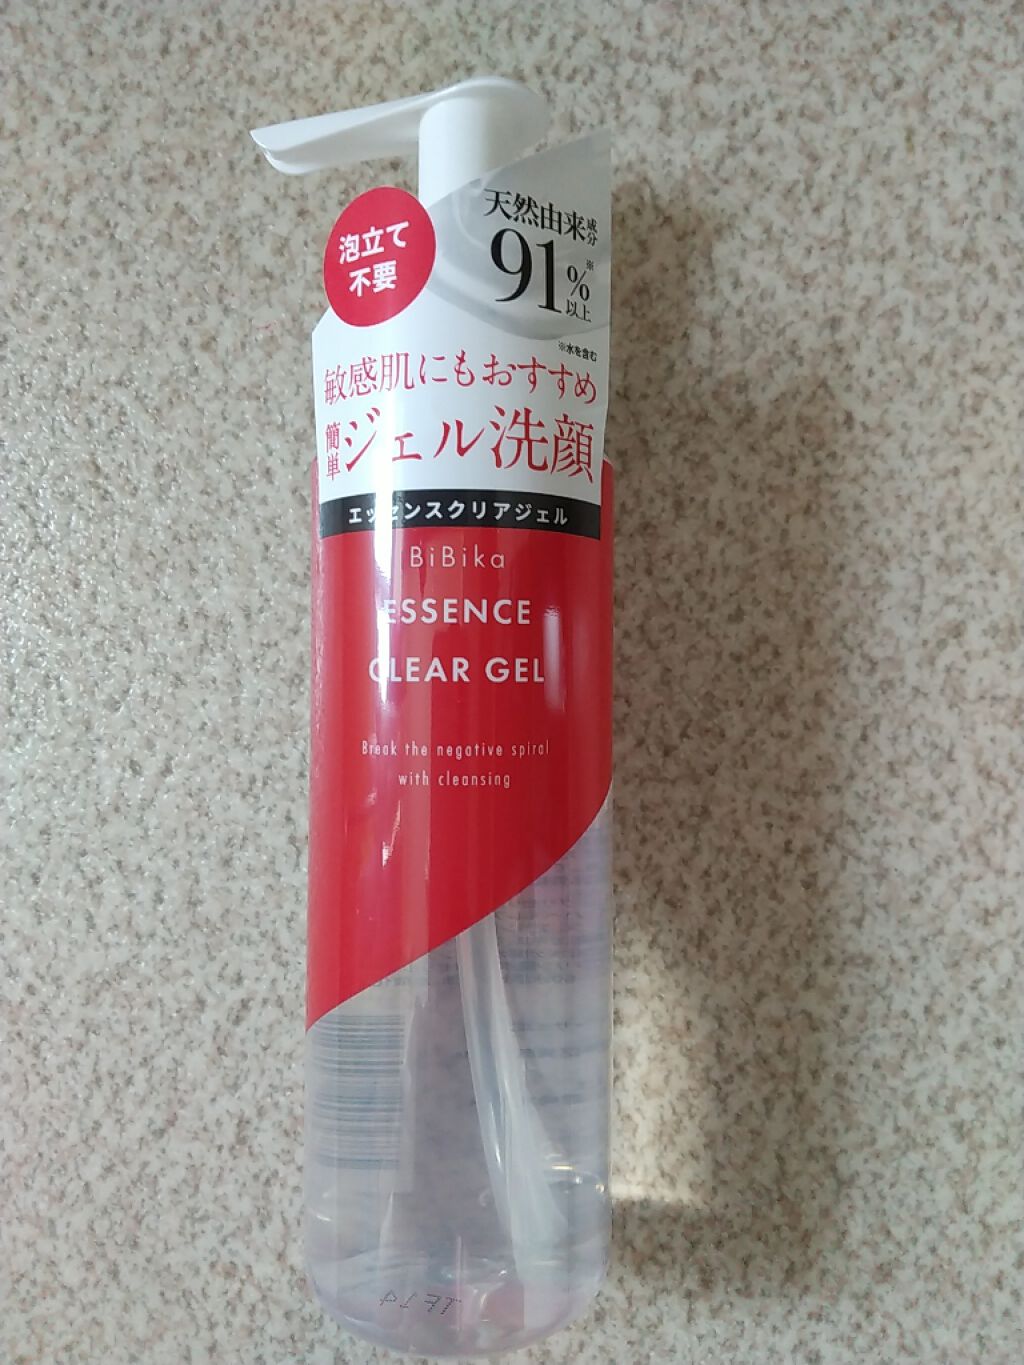 泡立て
不要
天然由来成分
91%※以上
※水を含む
敏感肌にもおすすめ
簡単ジェル洗顔
エッセンスクリアジェル
BiBika
ESSENCE
CLEAR GEL
Break the negative spiral
with cleansing